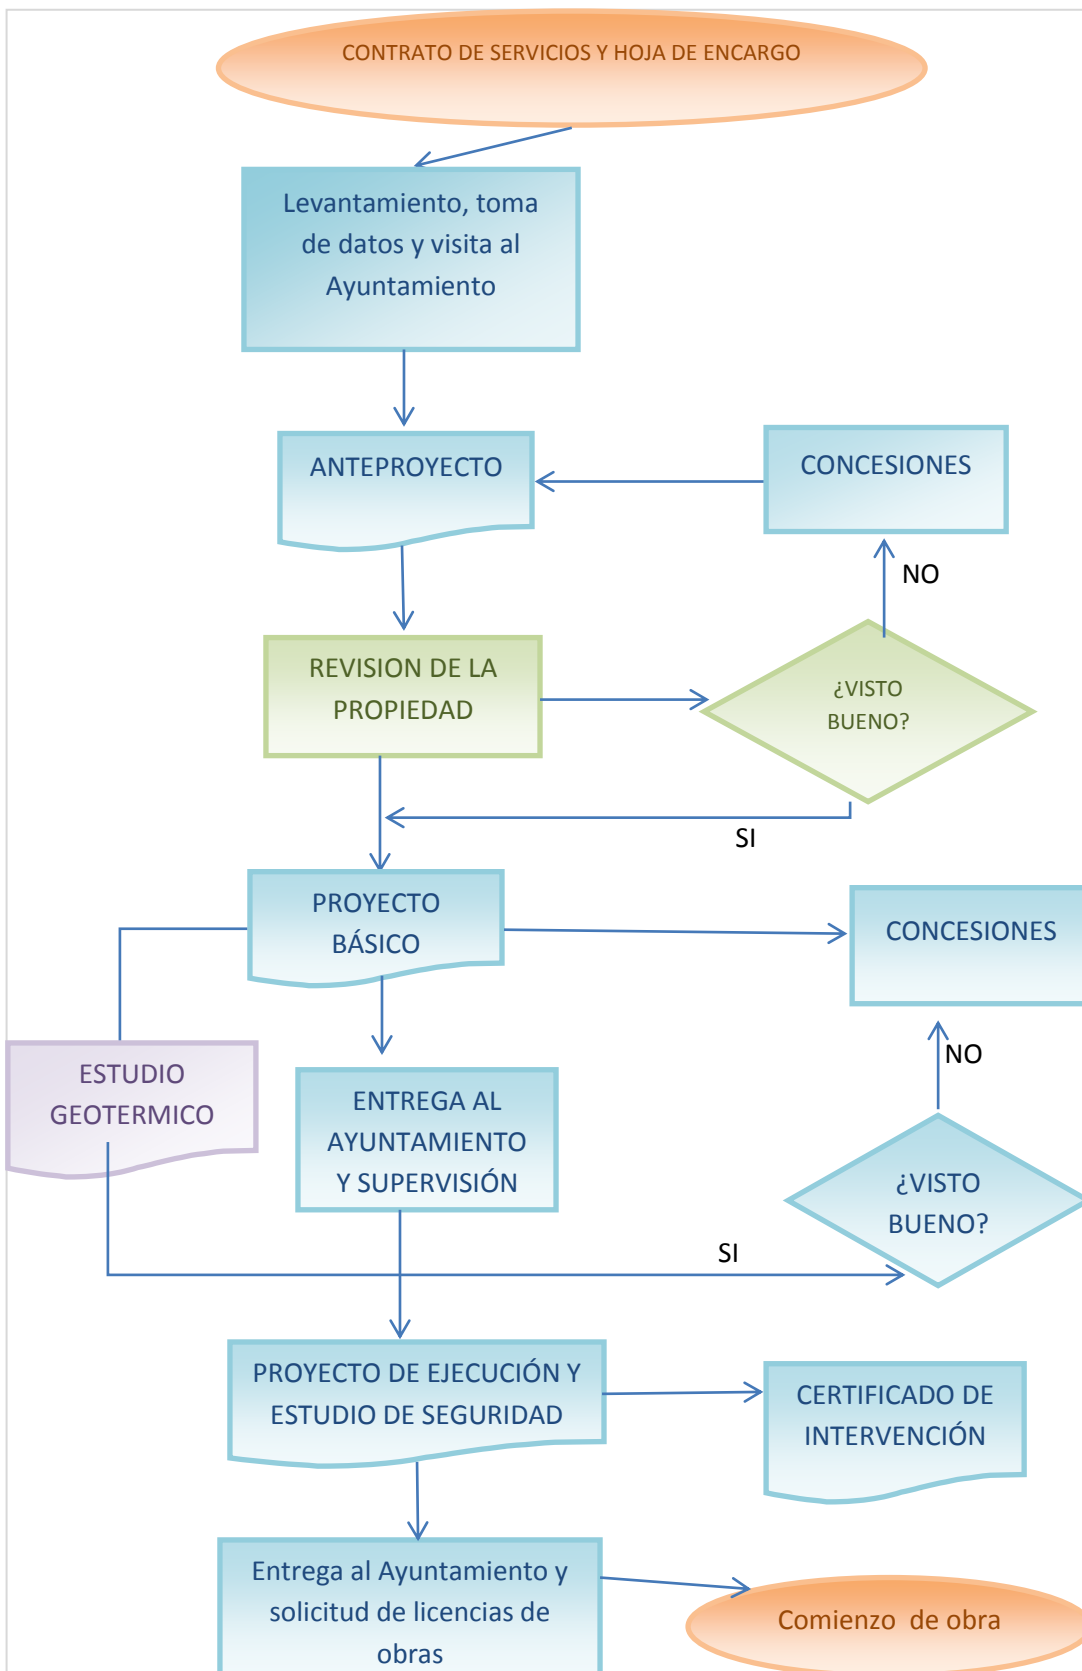 CONTRATO DE SERVICIOS Y HOJA DE ENCARGO
Levantamiento, toma
de datos y visita al
Ayuntamiento
ANTEPROYECTO
CONCESIONES
NO
REVISION DE LA
PROPIEDAD
¿VISTO
BUENO?
SI
PROYECTO
BÁSICO
CONCESIONES
NO
ESTUDIO
GEOTERMICO
ENTREGA AL
AYUNTAMIENTO
Y SUPERVISIÓN
¿VISTO
BUENO?
SI
PROYECTO DE EJECUCIÓN Y
ESTUDIO DE SEGURIDAD
CERTIFICADO DE
INTERVENCIÓN
Entrega al Ayuntamiento y
solicitud de licencias de
obras
Comienzo  de obra